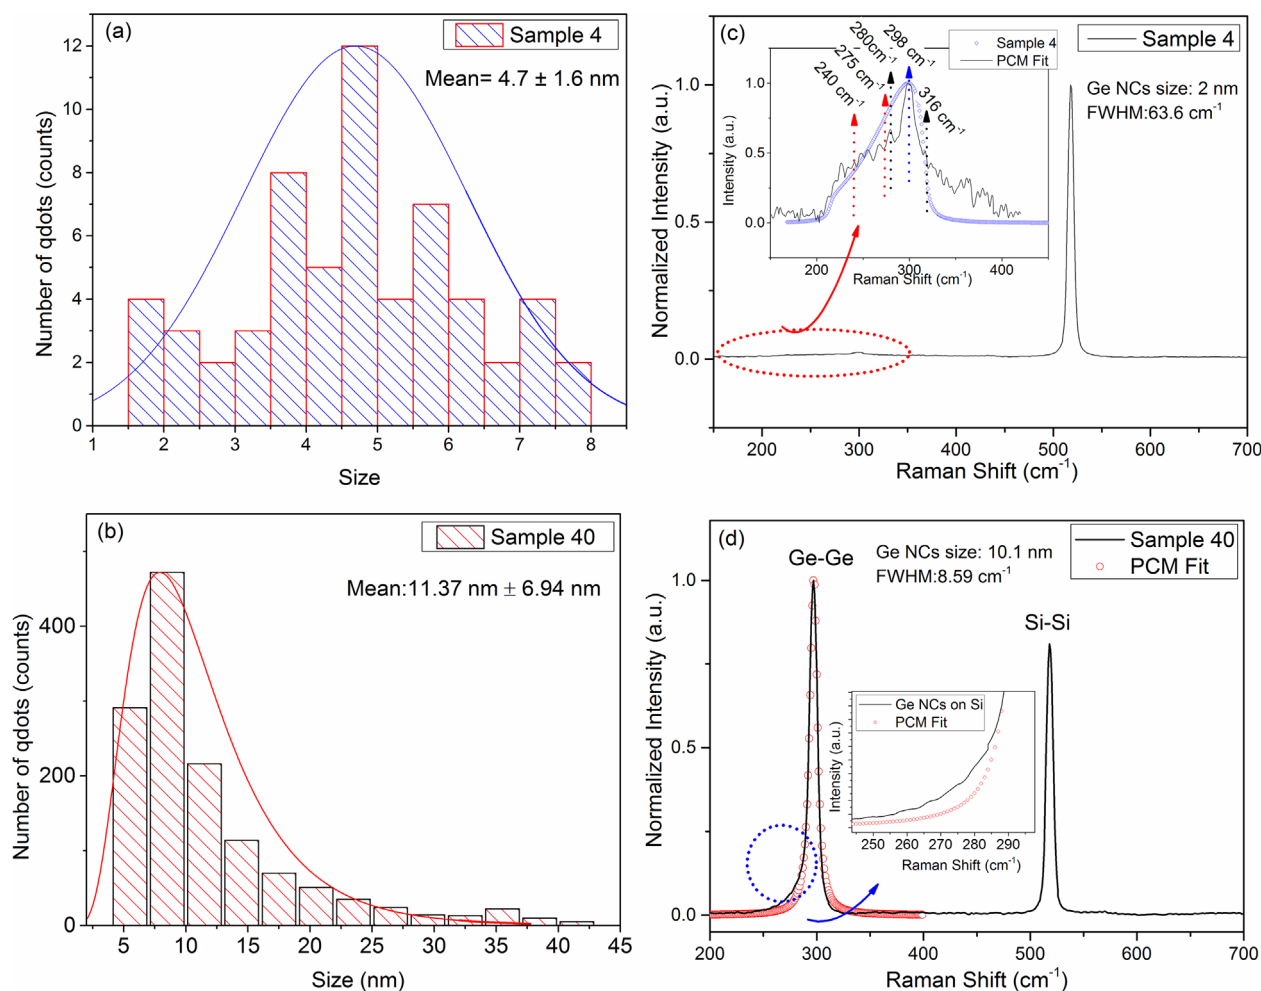 (a)
Sample 4
Mean= 4.7 ± 1.6 nm
Number of qdots (counts)
12
10
8
6
4
2
0
1 2 3 4 5 6 7 8
Size
(b)
Sample 40
Mean:11.37 nm ± 6.94 nm
Number of qdots (counts)
400
200
0
5 10 15 20 25 30 35 40 45
Size (nm)
(c)
Sample 4
Ge NCs size: 2 nm
FWHM:63.6 cm-1
Normalized Intensity (a.u.)
1.0
0.5
0.0
200 300 400 500 600 700
Raman Shift (cm-1)
Sample 4
PCM Fit
240 cm-1
275 cm-1
280cm-1
298 cm-1
316 cm-1
Intensity (a.u.)
1.0
0.5
0.0
200 300 400
Raman Shift (cm-1)
(d)
Sample 40
PCM Fit
Ge-Ge
Ge NCs size: 10.1 nm
FWHM:8.59 cm-1
Si-Si
Normalized Intensity (a.u.)
1.0
0.5
0.0
200 300 400 500 600 700
Raman Shift (cm-1)
Ge NCs on Si
PCM Fit
Intensity (a.u.)
250 260 270 280 290
Raman Shift (cm-1)